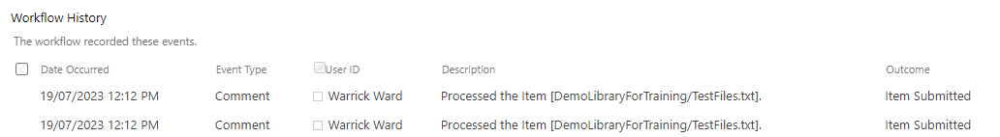 Workflow History
The workflow recorded these events.
Date Occurred Event Type User ID Description Outcome
19/07/2023 12:12 PM Comment Warrick Ward Processed the Item [DemoLibraryForTraining/TestFiles.txt]. Item Submitted
19/07/2023 12:12 PM Comment Warrick Ward Processed the Item [DemoLibraryForTraining/TestFiles.txt]. Item Submitted